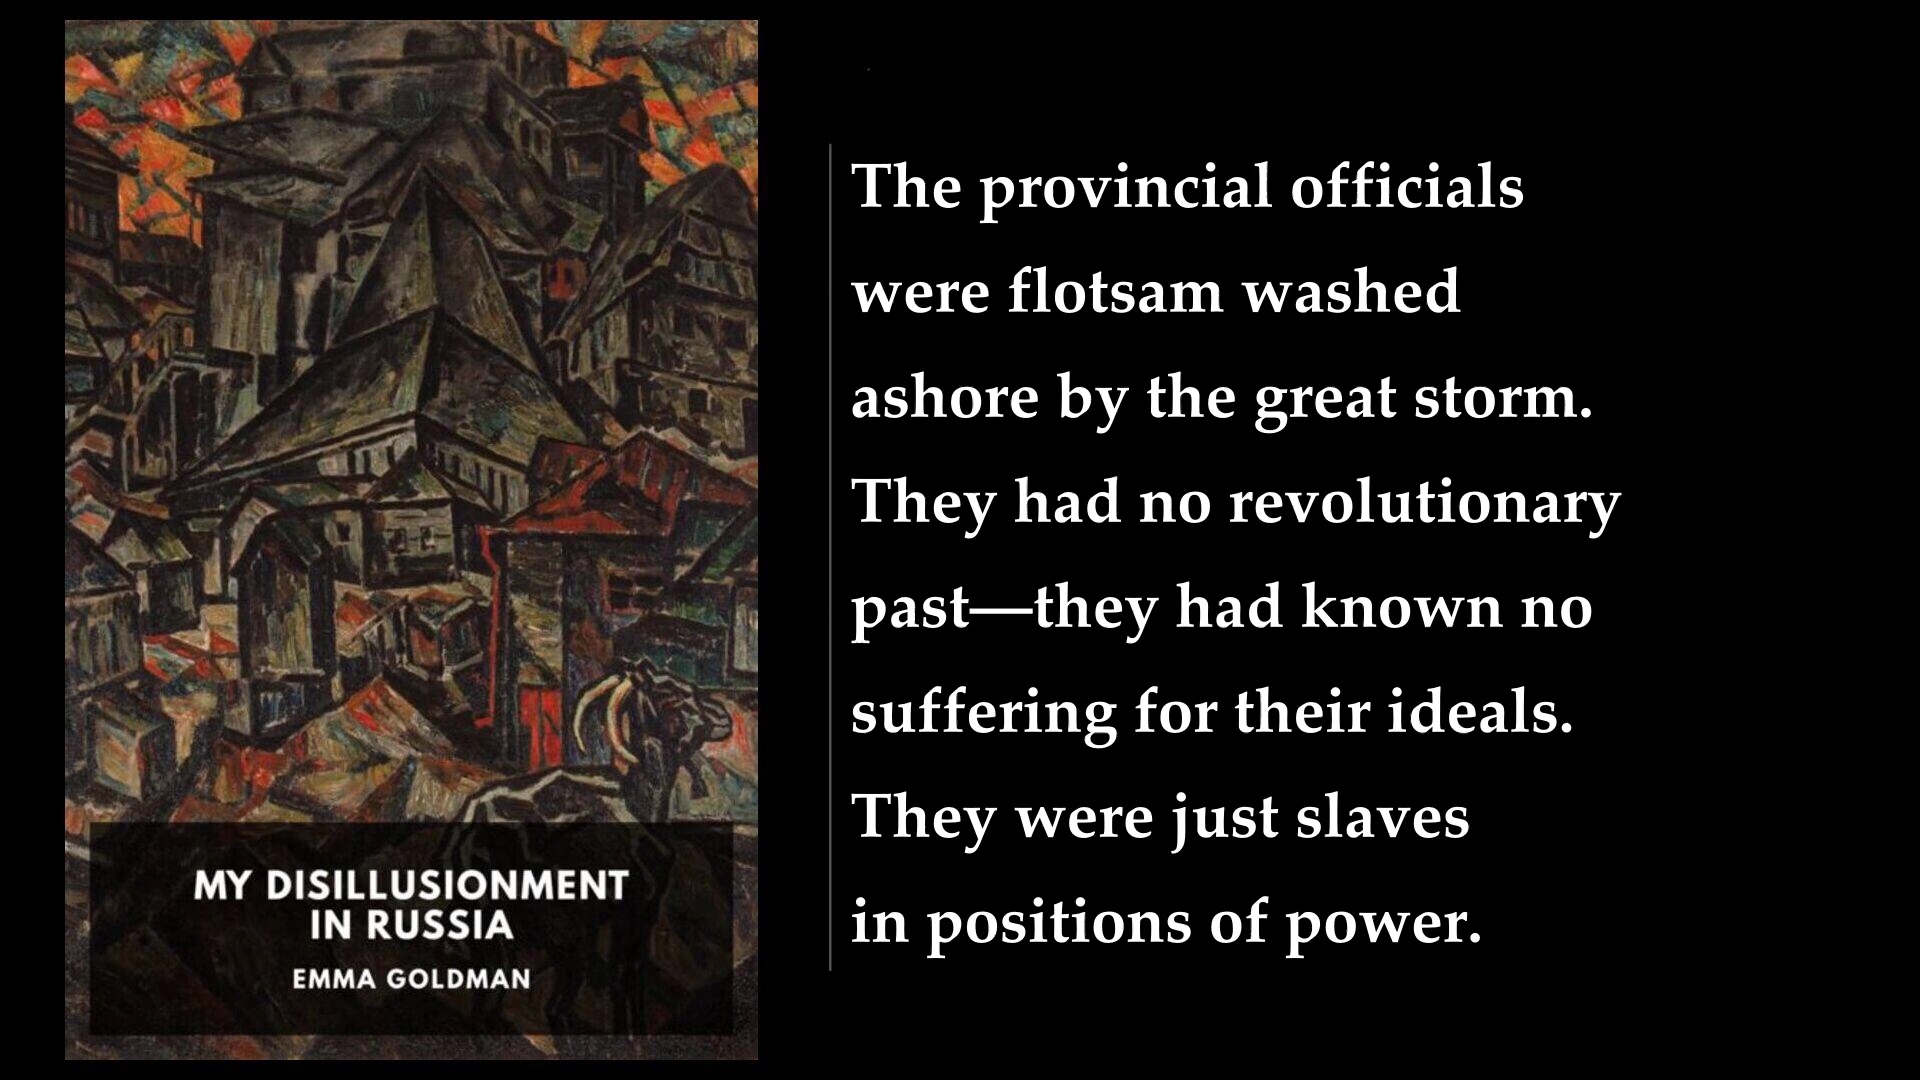 MY DISILLUSIONMENT
IN RUSSIA
EMMA GOLDMAN
The provincial officials
were flotsam washed
ashore by the great storm.
They had no revolutionary
past—they had known no
suffering for their ideals.
They were just slaves
in positions of power.